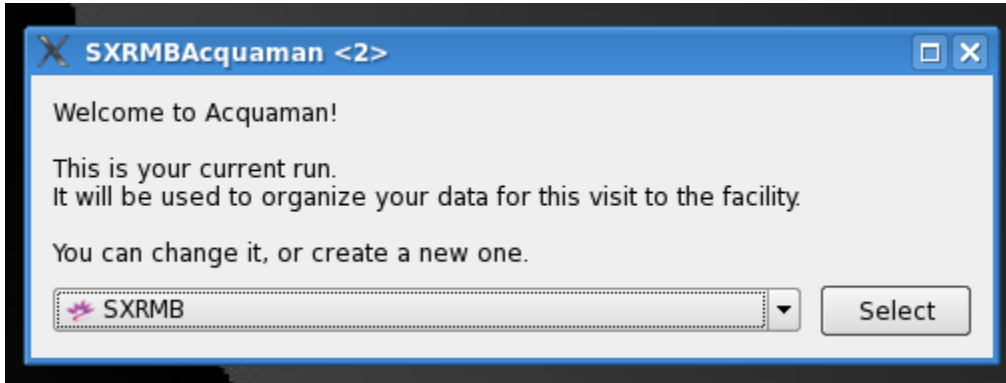 SXRMBAcquaman <2>
Welcome to Acquaman!
This is your current run.
It will be used to organize your data for this visit to the facility.
You can change it, or create a new one.
SXRMB
Select